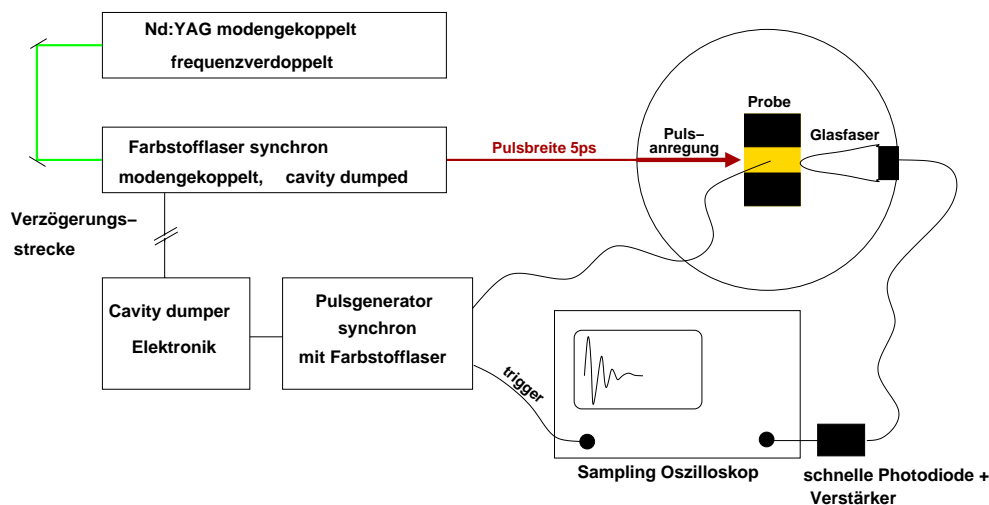 Nd:YAG modengekoppelt
frequenzverdoppelt
Farbstofflaser synchron
modengekoppelt, cavity dumped
Pulsbreite 5ps
Puls–
anregung
Probe
Glasfaser
Verzögerungs–
strecke
Cavity dumper
Elektronik
Pulsgenerator
synchron
mit Farbstofflaser
trigger
Sampling Oszilloskop
schnelle Photodiode +
Verstärker